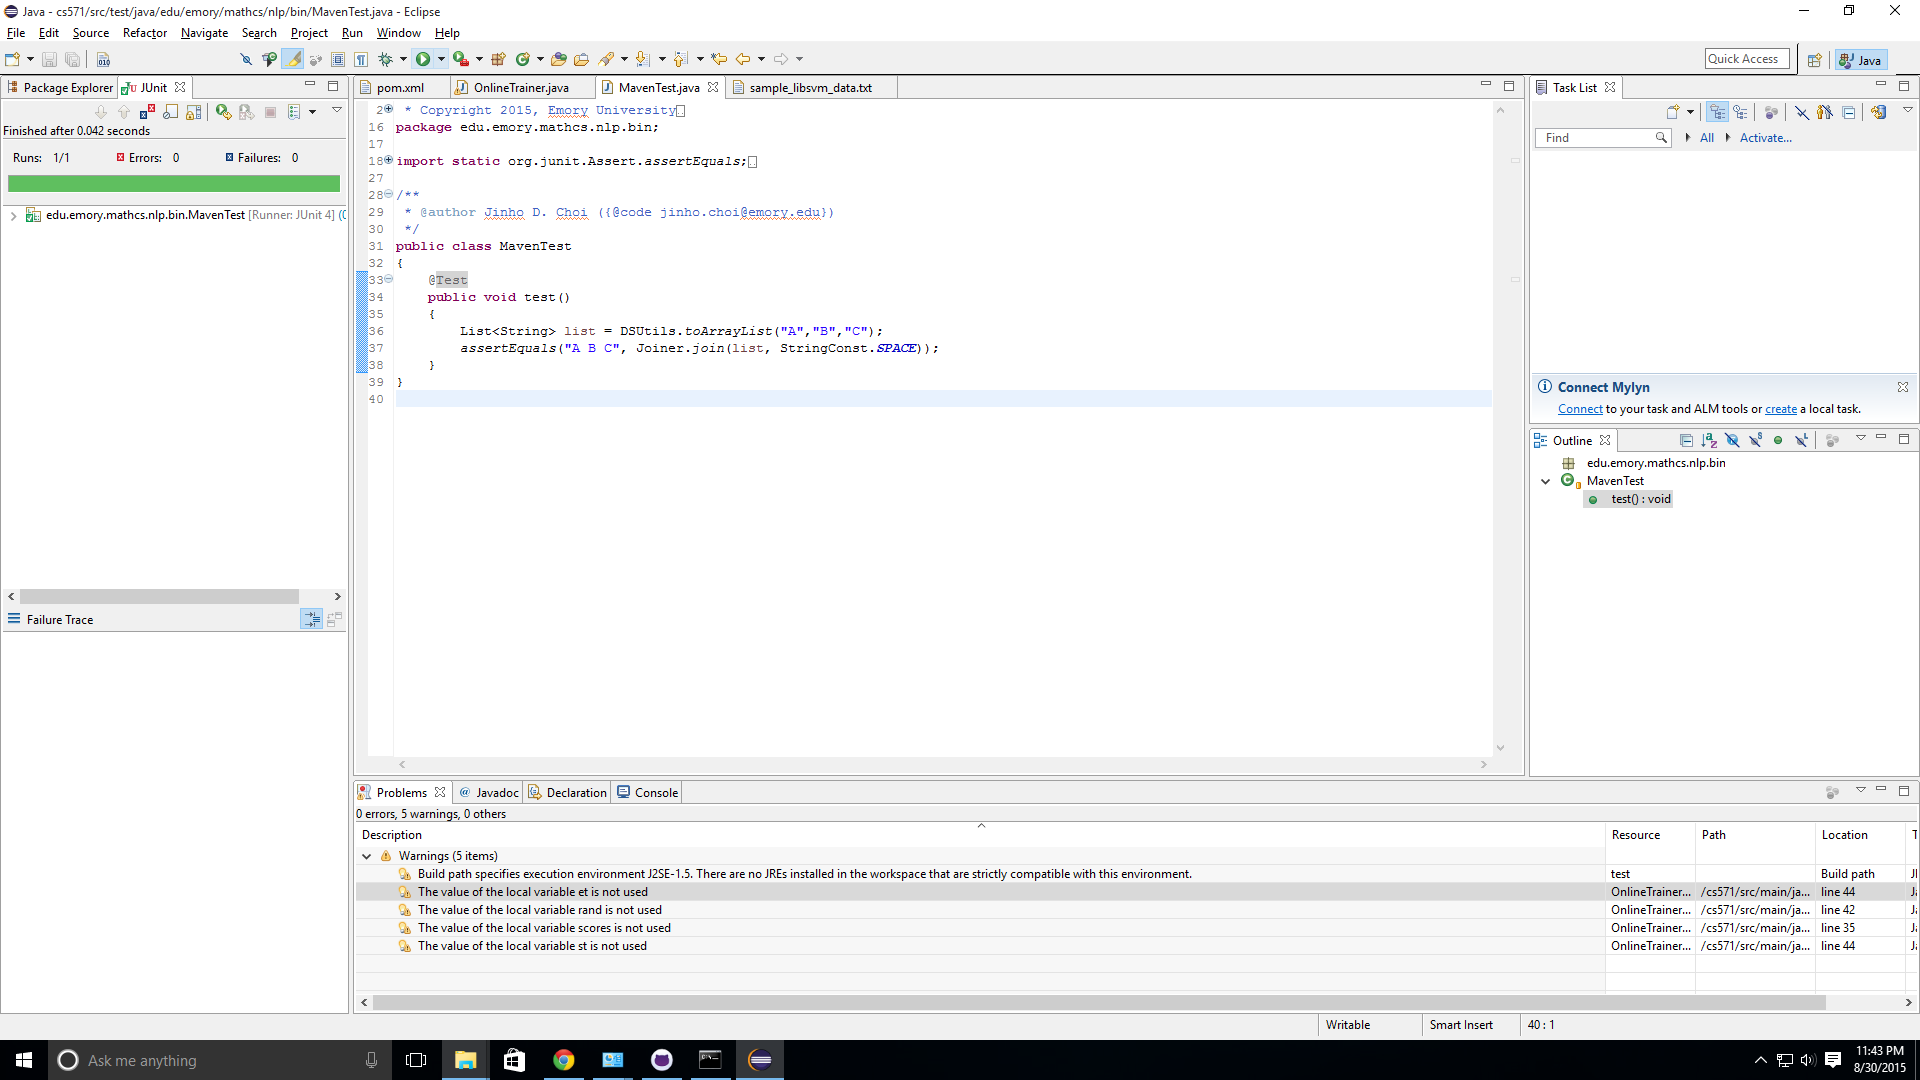 Java - cs571/src/test/java/edu/emory/mathcs/nlp/bin/MavenTest.java - Eclipse
File Edit Source Refactor Navigate Search Project Run Window Help
Quick Access
Java
Package Explorer JUnit
Finished after 0.042 seconds
Runs: 1/1 Errors: 0 Failures: 0
edu.emory.mathcs.nlp.bin.MavenTest [Runner: JUnit 4] (0
Failure Trace
pom.xml OnlineTrainer.java MavenTest.java sample_libsvm_data.txt
2 * Copyright 2015, Emory University
16 package edu.emory.mathcs.nlp.bin;
17
18 import static org.junit.Assert.assertEquals;
27
28 /**
29 * @author Jinho D. Choi ({@code jinho.choi@emory.edu})
30 */
31 public class MavenTest
32 {
33 @Test
34 public void test()
35 {
36 List<String> list = DSUtils.toArrayList("A","B","C");
37 assertEquals("A B C", Joiner.join(list, StringConst.SPACE));
38 }
39 }
40
Task List
Find All Activate...
Connect Mylyn
Connect to your task and ALM tools or create a local task.
Outline
edu.emory.mathcs.nlp.bin
MavenTest
test() : void
Problems Javadoc Declaration Console
0 errors, 5 warnings, 0 others
Description Resource Path Location T
Warnings (5 items)
Build path specifies execution environment J2SE-1.5. There are no JREs installed in the workspace that are strictly compatible with this environment. test Build path
The value of the local variable et is not used OnlineTrainer... /cs571/src/main/ja... line 44
The value of the local variable rand is not used OnlineTrainer... /cs571/src/main/ja... line 42
The value of the local variable scores is not used OnlineTrainer... /cs571/src/main/ja... line 35
The value of the local variable st is not used OnlineTrainer... /cs571/src/main/ja... line 44
Writable Smart Insert 40 : 1
Ask me anything
11:43 PM
8/30/2015